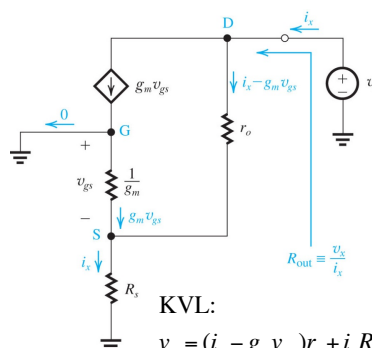 D
i_x
g_m v_gs
i_x − g_m v_gs
0
G
+
r_o
+
−
v
v_gs 1/g_m
−
g_m v_gs
S
i_x
R_out ≡ v_x/i_x
R_s
KVL:
v = (i − g v )r + i R